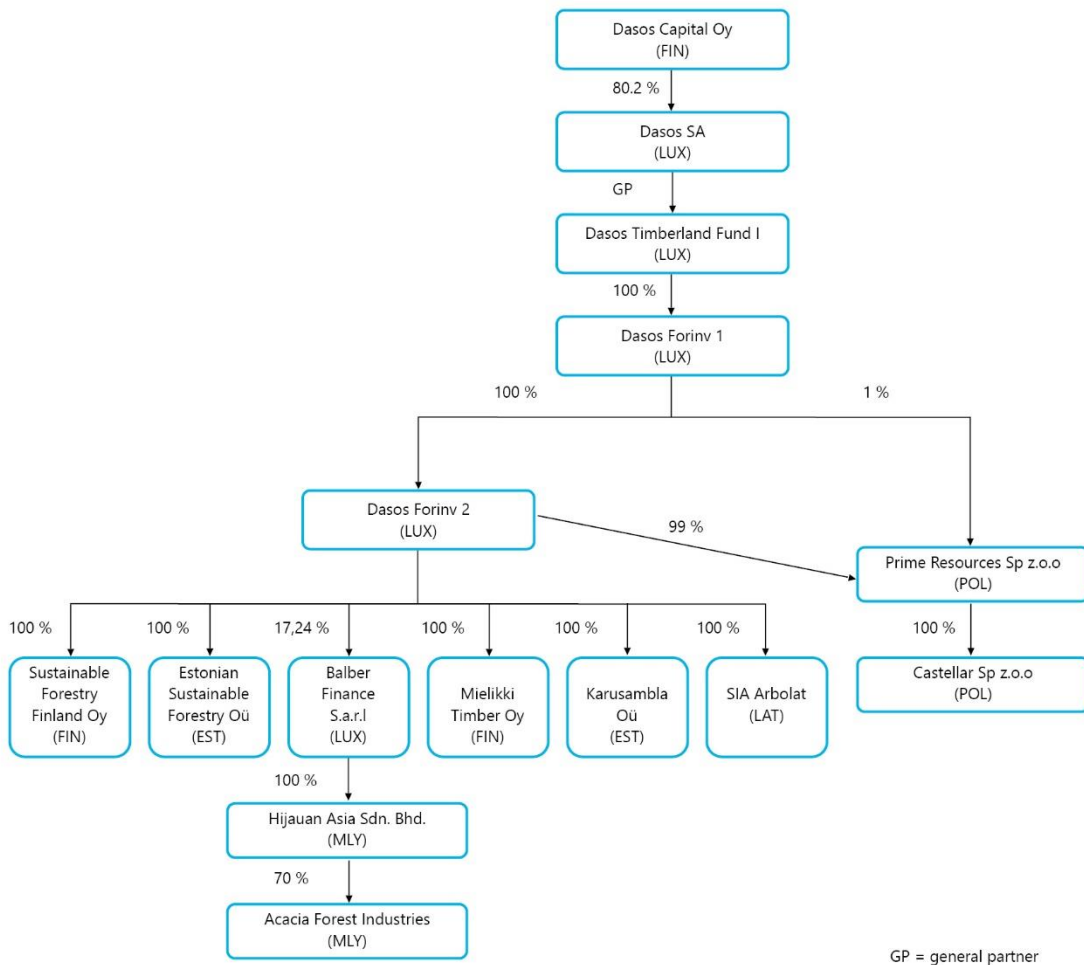 Dasos Capital Oy
(FIN)
80.2 %
Dasos SA
(LUX)
GP
Dasos Timberland Fund I
(LUX)
100 %
Dasos Forinv 1
(LUX)
100 %
1 %
Dasos Forinv 2
(LUX)
99 %
Prime Resources Sp z.o.o
(POL)
100 %
100 %
17,24 %
100 %
100 %
100 %
100 %
Sustainable
Forestry
Finland Oy
(FIN)
Estonian
Sustainable
Forestry Oü
(EST)
Balber
Finance
S.a.r.l
(LUX)
Mielikki
Timber Oy
(FIN)
Karusambla
Oü
(EST)
SIA Arbolat
(LAT)
Castellar Sp z.o.o
(POL)
100 %
Hijauan Asia Sdn. Bhd.
(MLY)
70 %
Acacia Forest Industries
(MLY)
GP = general partner